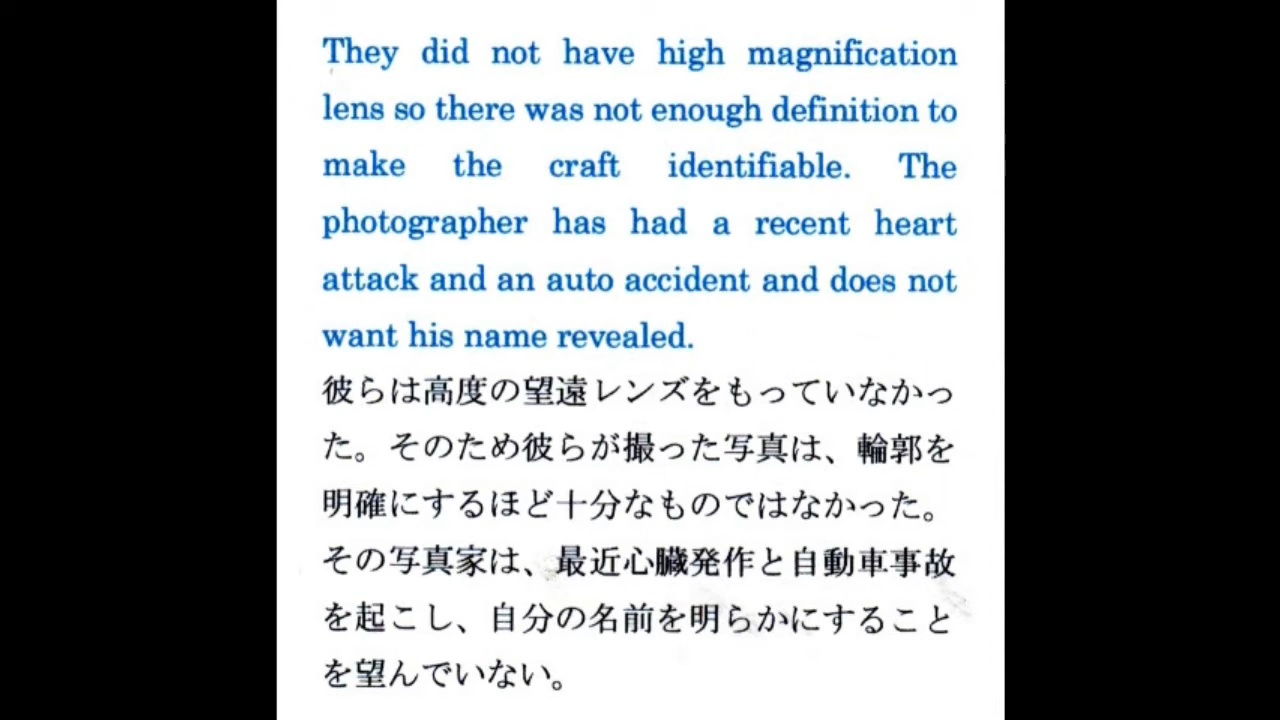 They did not have high magnification
lens so there was not enough definition to
make the craft identifiable. The
photographer has had a recent heart
attack and an auto accident and does not
want his name revealed.
彼らは高度の望遠レンズをもっていなかっ
た。そのため彼らが撮った写真は、輪郭を
明確にするほど十分なものではなかった。
その写真家は、最近心臓発作と自動車事故
を起こし、自分の名前を明らかにすること
を望んでいない。